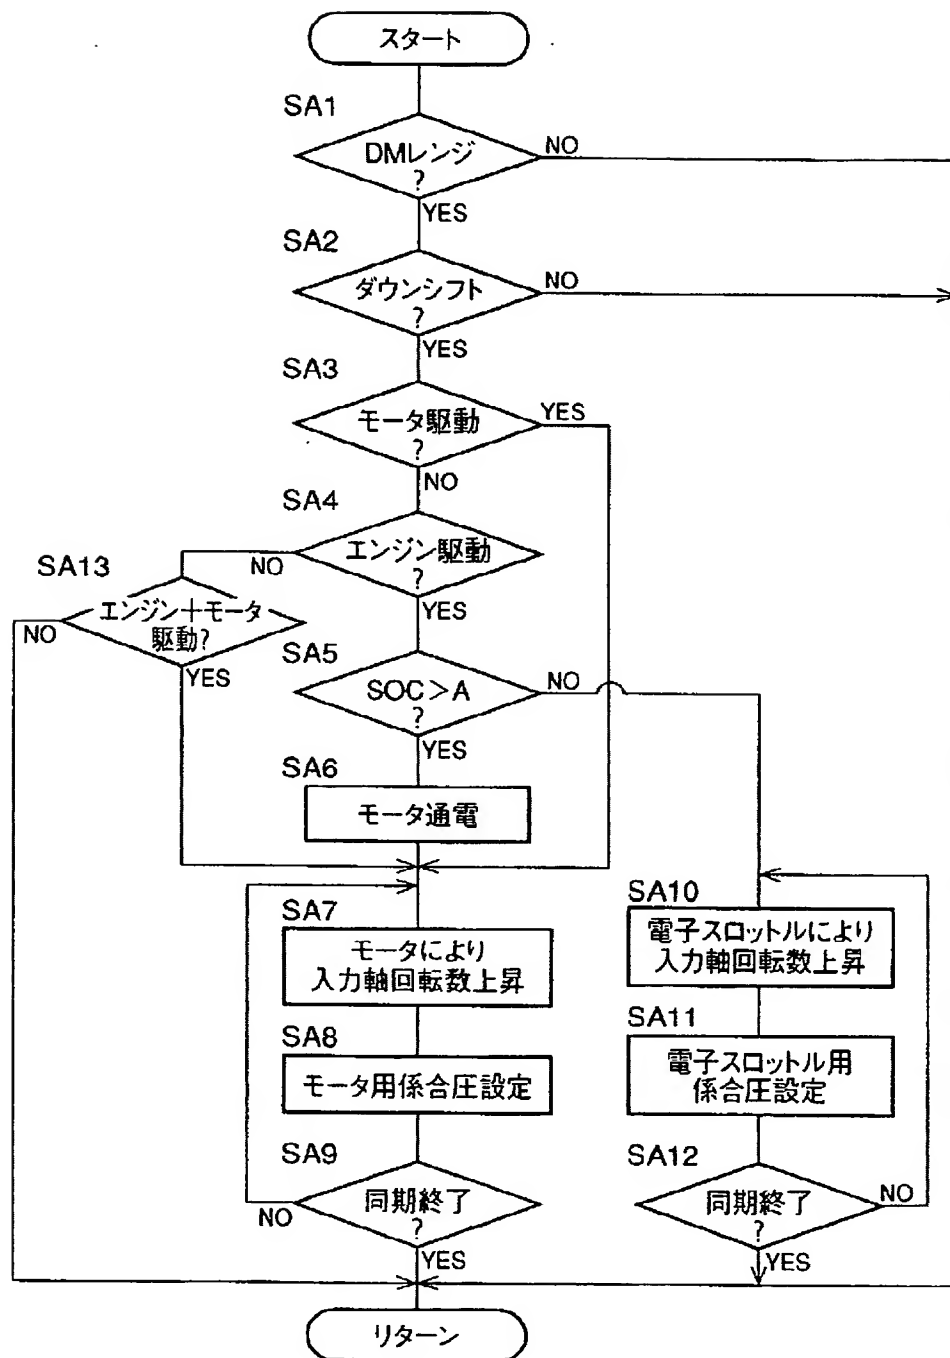 スタート
SA1
DMレンジ
?
NO
YES
SA2
ダウンシフト
?
NO
YES
SA3
モータ駆動
?
YES
NO
SA4
エンジン駆動
?
NO
YES
SA13
エンジン+モータ
駆動?
NO
YES
SA5
SOC>A
?
NO
YES
SA6
モータ通電
SA7
モータにより
入力軸回転数上昇
SA8
モータ用係合圧設定
SA9
同期終了
?
NO
YES
SA10
電子スロットルにより
入力軸回転数上昇
SA11
電子スロットル用
係合圧設定
SA12
同期終了
?
NO
YES
リターン